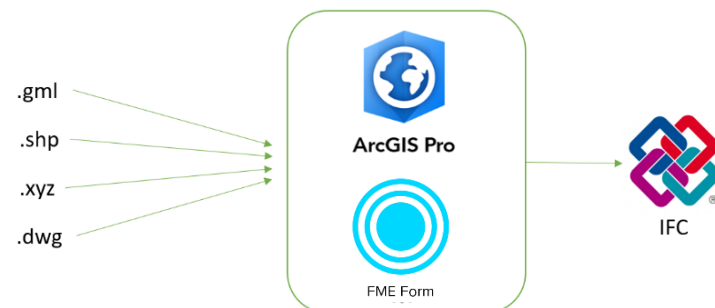 .gml
.shp
.xyz
.dwg
ArcGIS Pro
FME Form
IFC
®